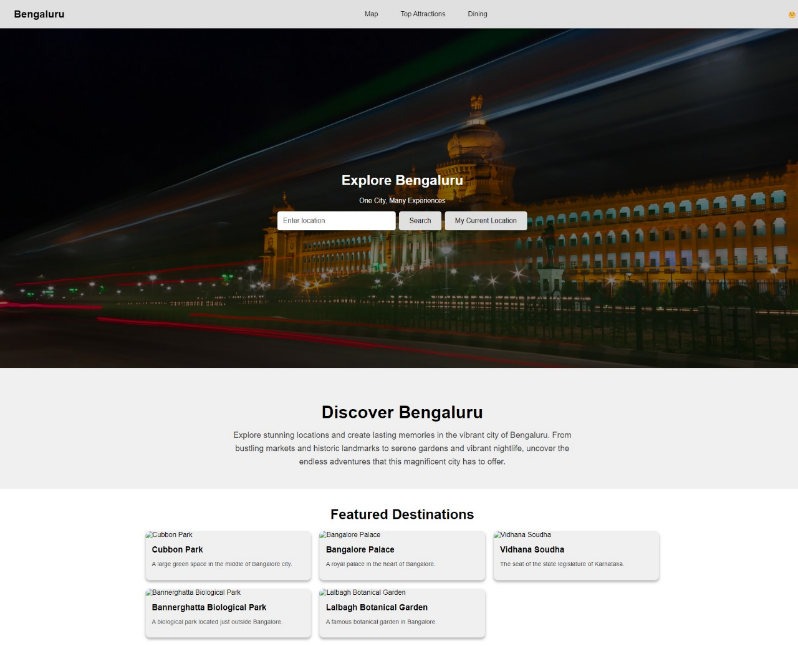 Bengaluru
Map
Top Attractions
Dining
Explore Bengaluru
One City, Many Experiences
Enter location
Search
My Current Location
Discover Bengaluru
Explore stunning locations and create lasting memories in the vibrant city of Bengaluru. From
bustling markets and historic landmarks to serene gardens and vibrant nightlife, uncover the
endless adventures that this magnificent city has to offer.
Featured Destinations
Cubbon Park
Cubbon Park
A large green space in the middle of Bangalore city.
Bangalore Palace
Bangalore Palace
A royal palace in the heart of Bangalore.
Vidhana Soudha
Vidhana Soudha
The seat of the state legislature of Karnataka.
Bannerghatta Biological Park
Bannerghatta Biological Park
A biological park located just outside Bangalore.
Lalbagh Botanical Garden
Lalbagh Botanical Garden
A famous botanical garden in Bangalore.